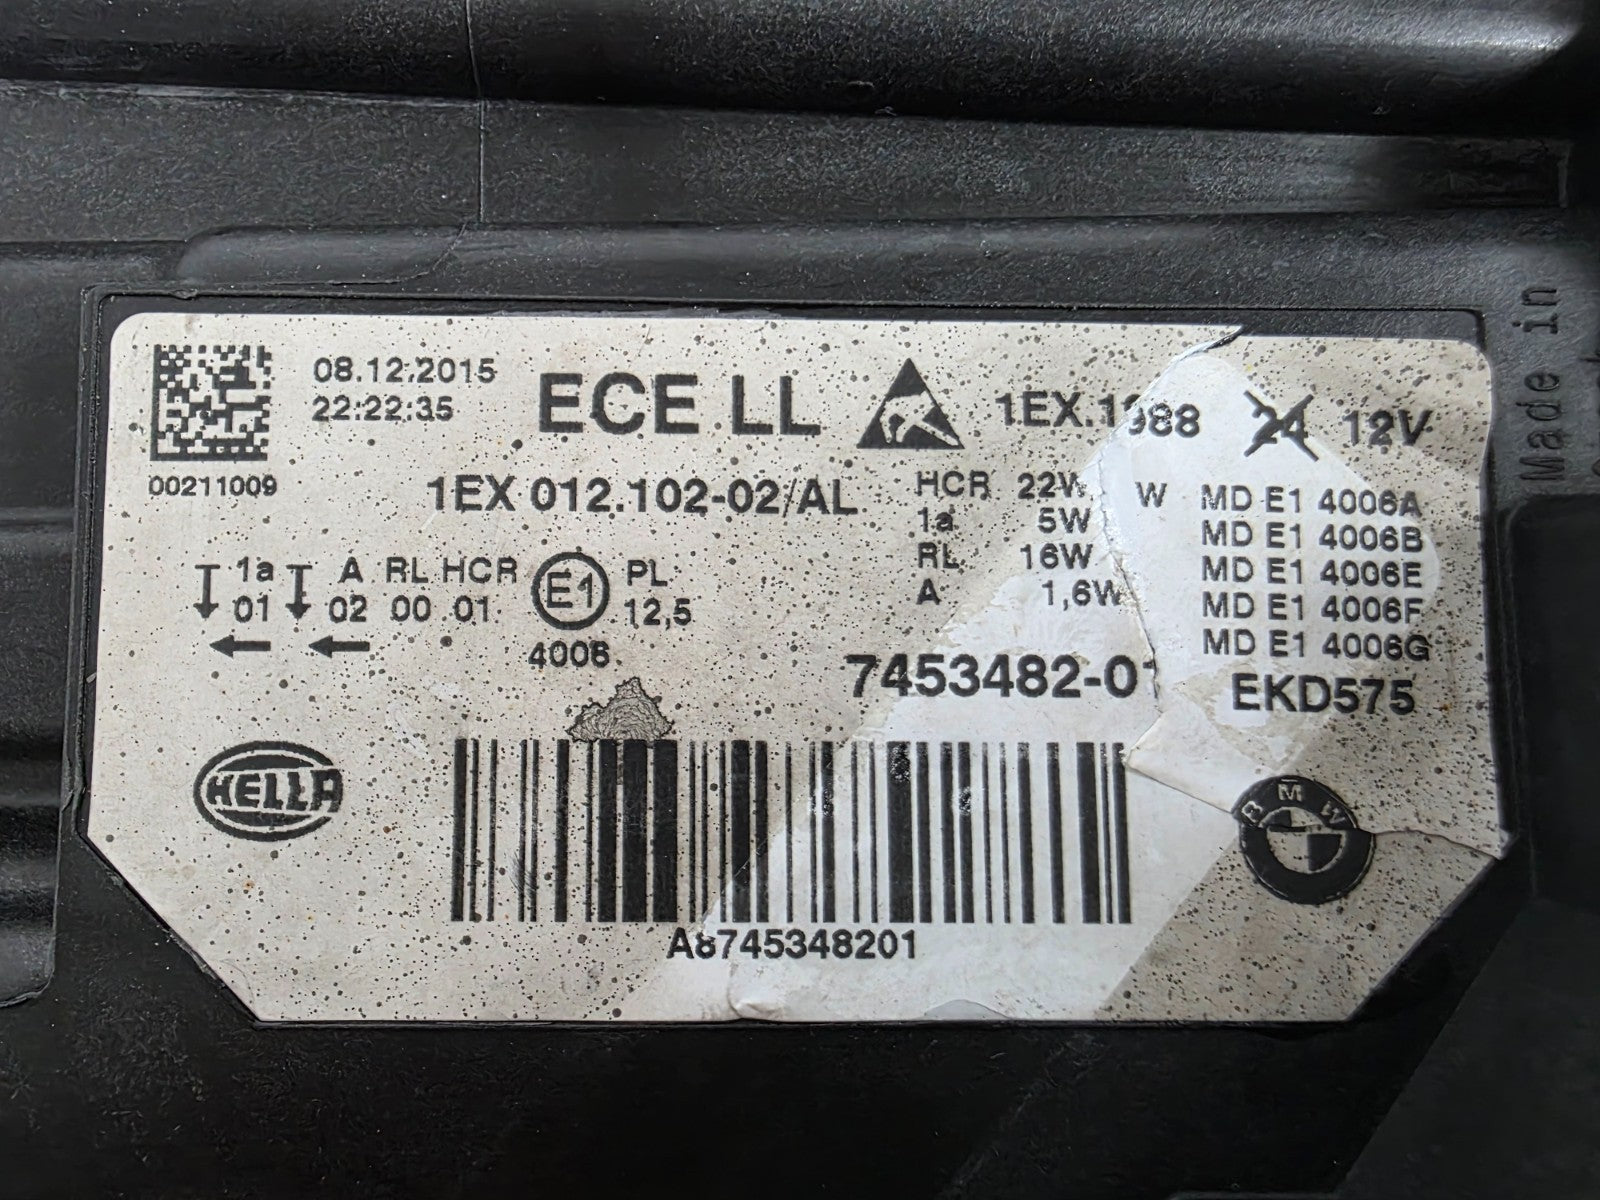 08.12.2015
22:22:35
00211009
ECE LL
1EX.1988
24 12V
1EX 012.102-02/AL
HCR 22W W
1a 5W
RL 16W
A 1,6W
MD E1 4006A
MD E1 4006B
MD E1 4006E
MD E1 4006F
MD E1 4006G
1a A RL HCR E1 PL
01 02 00 01 12,5
4006
7453482-01
EKD575
HELLA
BMW
A8745348201
Made in